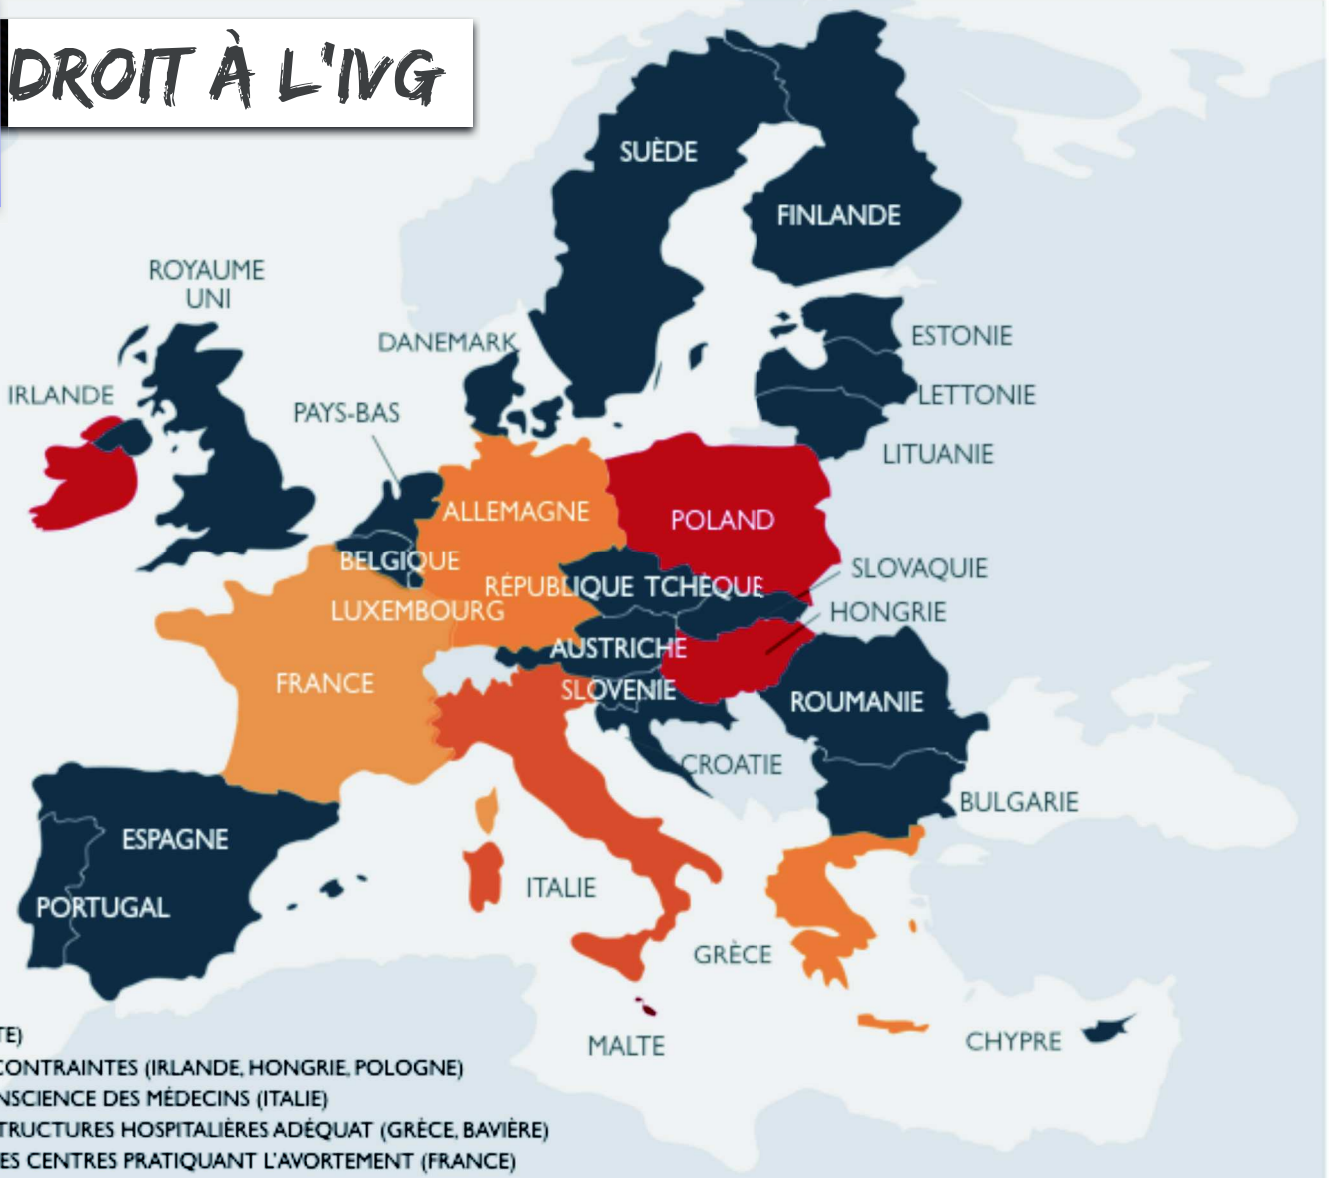 DROIT À L'IVG
SUÈDE
FINLANDE
ROYAUME
UNI
DANEMARK
ESTONIE
IRLANDE
LETTONIE
PAYS-BAS
LITUANIE
ALLEMAGNE
POLAND
BELGIQUE
SLOVAQUIE
RÉPUBLIQUE TCHÈQUE
LUXEMBOURG
HONGRIE
AUSTRICHE
FRANCE
SLOVENIE
ROUMANIE
CROATIE
BULGARIE
ESPAGNE
ITALIE
PORTUGAL
GRÈCE
CHYPRE
MALTE
TE)
CONTRAINTES (IRLANDE, HONGRIE, POLOGNE)
NSCIENCE DES MÉDECINS (ITALIE)
TRUCTURES HOSPITALIÈRES ADÉQUAT (GRÈCE, BAVIÈRE)
ES CENTRES PRATIQUANT L'AVORTEMENT (FRANCE)